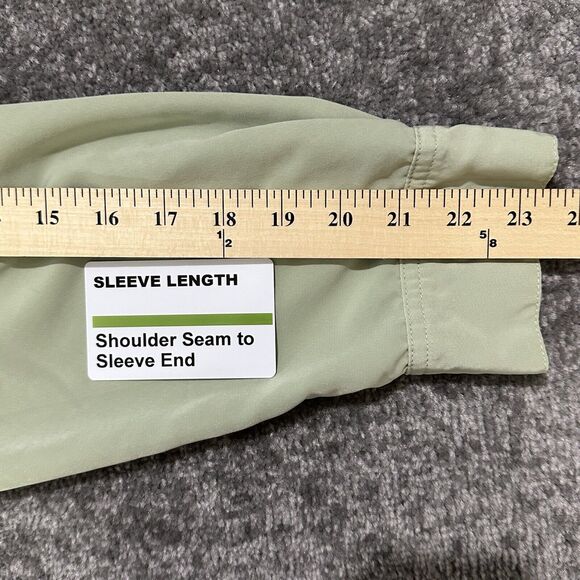 15 16 17 18 19 20 21 22 23
1
2
5
8
SLEEVE LENGTH
Shoulder Seam to
Sleeve End